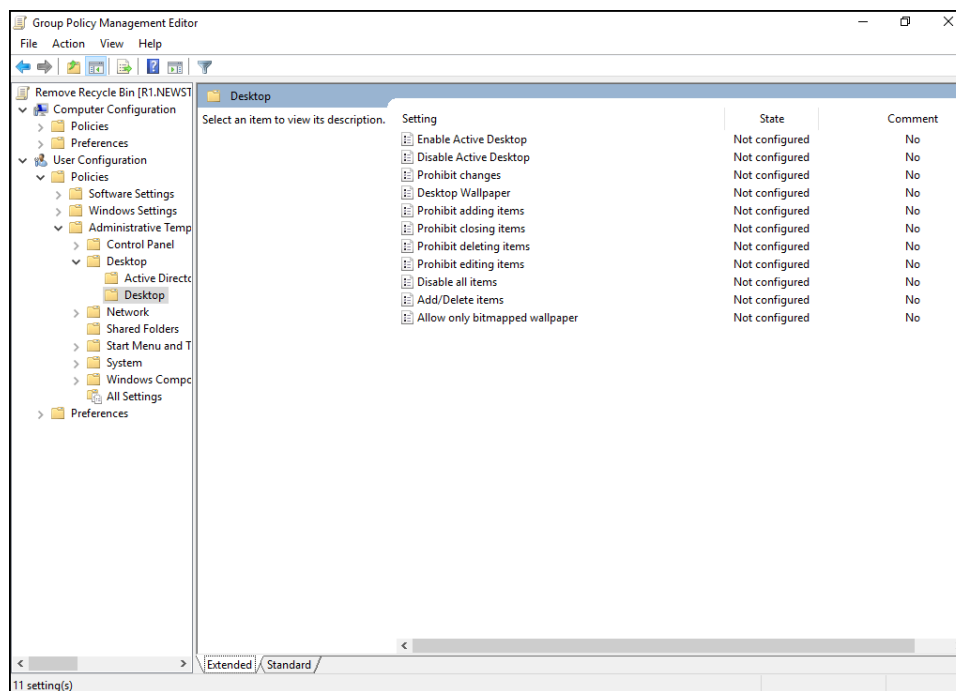 Group Policy Management Editor
File Action View Help
Remove Recycle Bin [R1.NEWST
Computer Configuration
Policies
Preferences
User Configuration
Policies
Software Settings
Windows Settings
Administrative Temp
Control Panel
Desktop
Active Directo
Desktop
Network
Shared Folders
Start Menu and T
System
Windows Compo
All Settings
Preferences
Desktop
Select an item to view its description.
Setting State Comment
Enable Active Desktop Not configured No
Disable Active Desktop Not configured No
Prohibit changes Not configured No
Desktop Wallpaper Not configured No
Prohibit adding items Not configured No
Prohibit closing items Not configured No
Prohibit deleting items Not configured No
Prohibit editing items Not configured No
Disable all items Not configured No
Add/Delete items Not configured No
Allow only bitmapped wallpaper Not configured No
Extended Standard
11 setting(s)